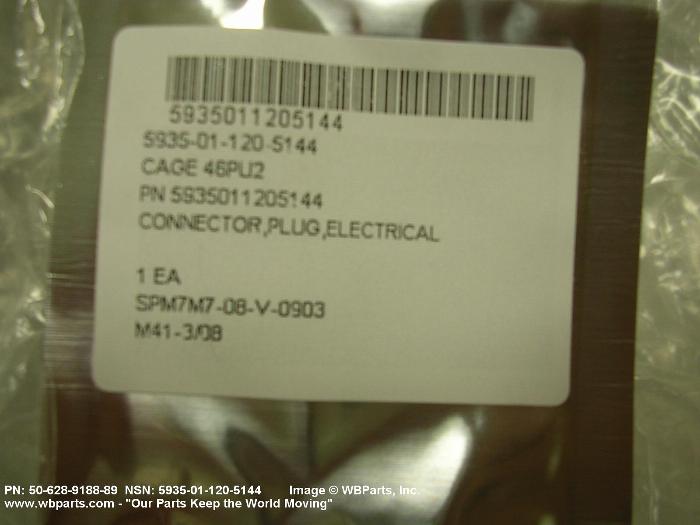 5935011205144
5935-01-120-5144
CAGE 46PU2
PN 5935011205144
CONNECTOR,PLUG,ELECTRICAL
1 EA
SPM7M7-08-V-0903
M41-3/08
PN: 50-628-9188-89 NSN: 5935-01-120-5144 Image © WBParts, Inc.
www.wbparts.com - "Our Parts Keep the World Moving"